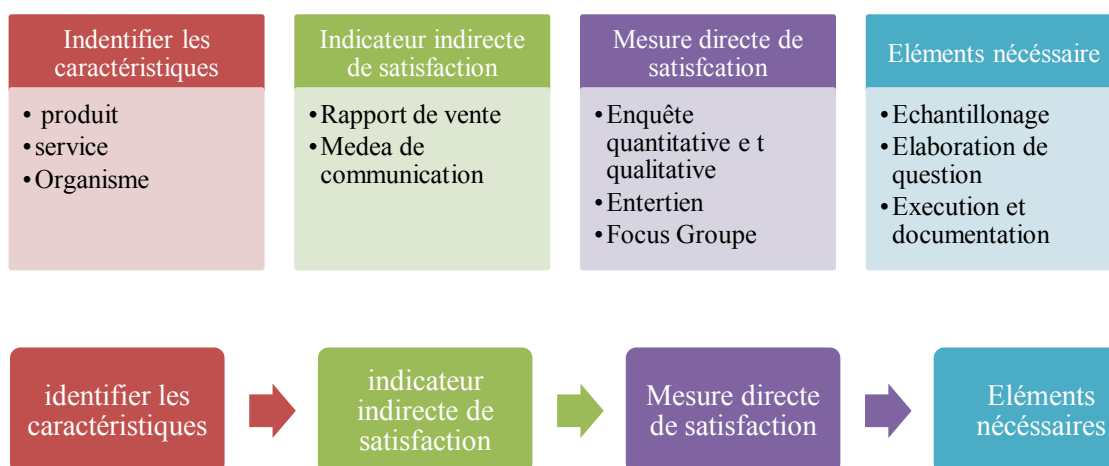 Indentifier les
caractéristiques
• produit
•service
•Organisme
Indicateur indirecte
de satisfaction
•Rapport de vente
•Medea de
communication
Mesure directe de
satisfcation
•Enquête
quantitative e t
qualitative
•Entertien
•Focus Groupe
Eléments nécéssaire
•Echantillonage
•Elaboration de
question
•Execution et
documentation
identifier les
caractéristiques
indicateur
indirecte de
satisfaction
Mesure directe
de satisfaction
Eléments
nécéssaires